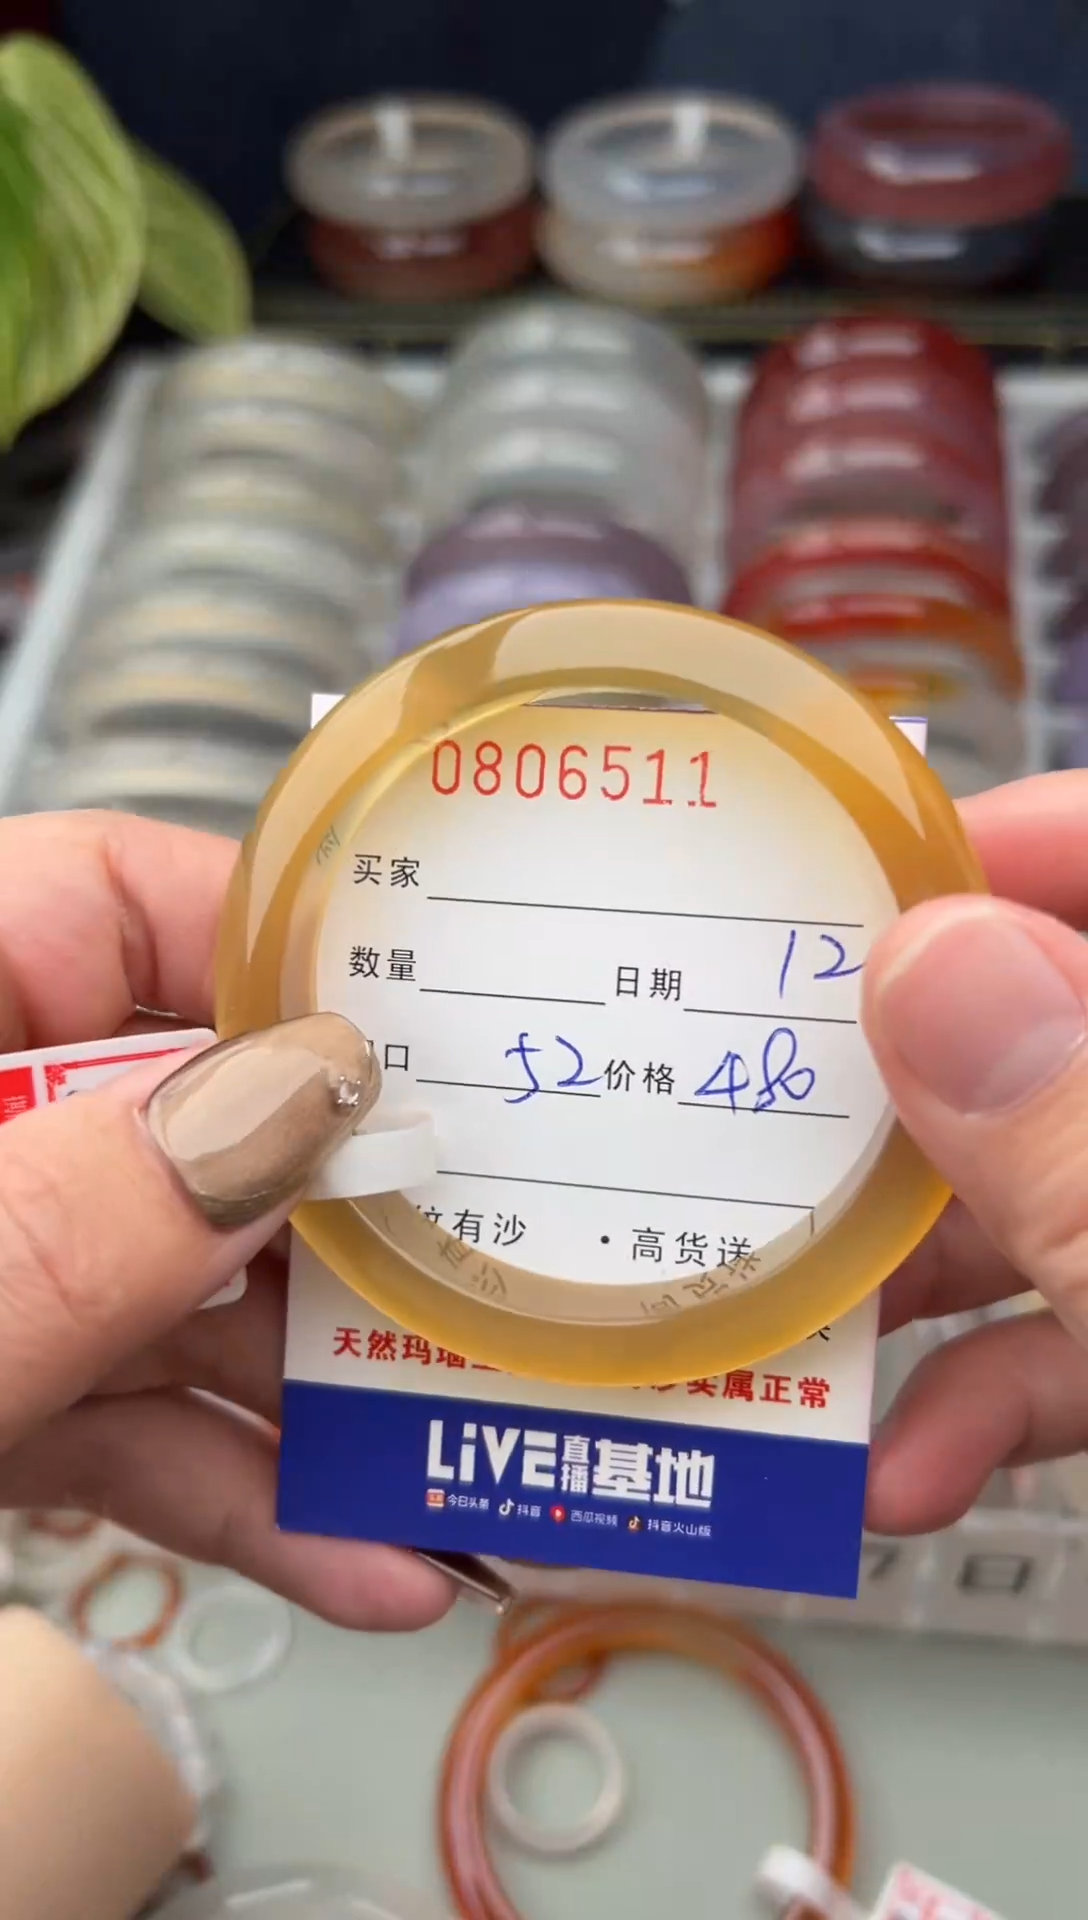 0806511
买家
数量 日期 12
口 52 价格 480
有沙 ·高货送
天然玛瑙 实属正常
LiVE直播基地
今日头条 抖音 西瓜视频 抖音火山版
7 日